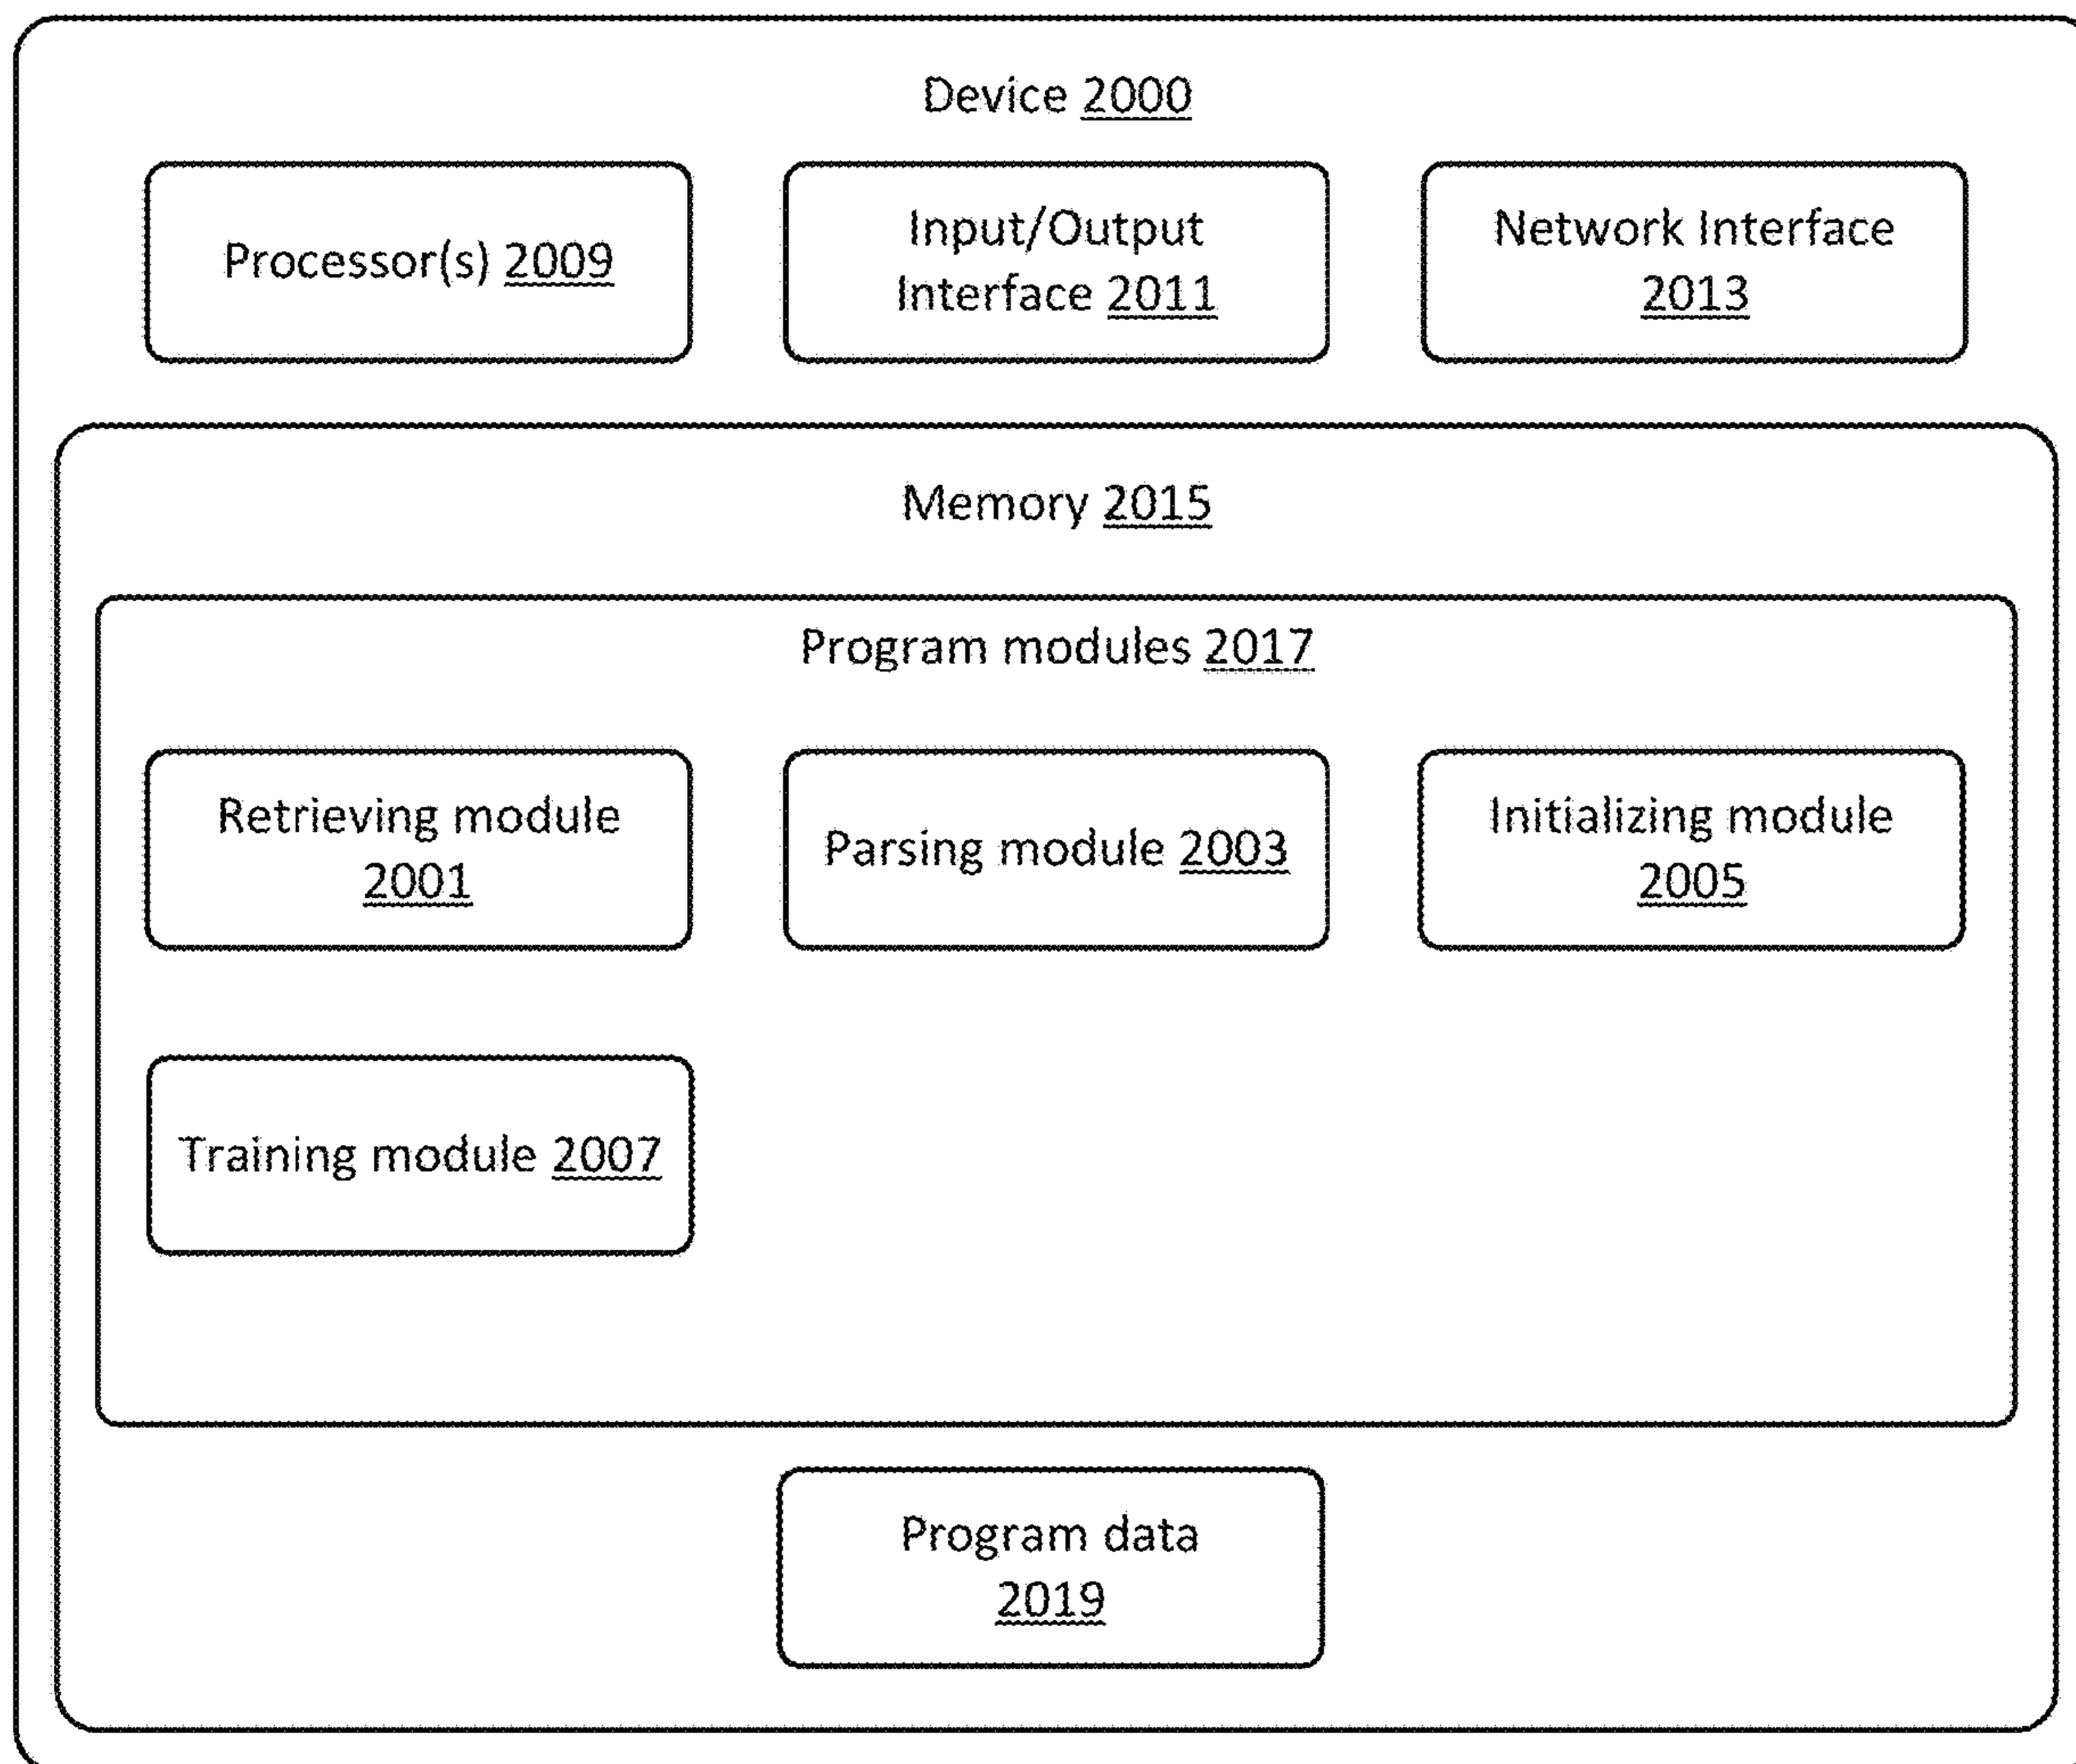 Device 2000
Processor(s) 2009
Input/Output
Interface 2011
Network Interface
2013
Memory 2015
Program modules 2017
Retrieving module
2001
Parsing module 2003
Initializing module
2005
Training module 2007
Program data
2019